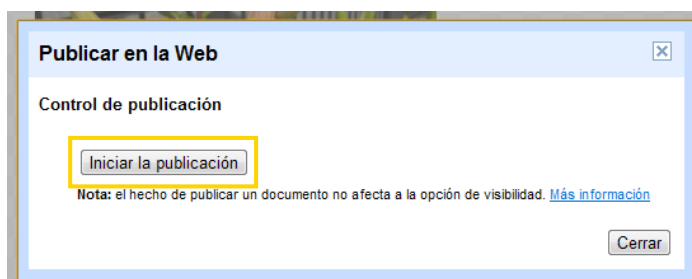 Publicar en la Web
Control de publicación
Iniciar la publicación
Nota: el hecho de publicar un documento no afecta a la opción de visibilidad. Más información
Cerrar